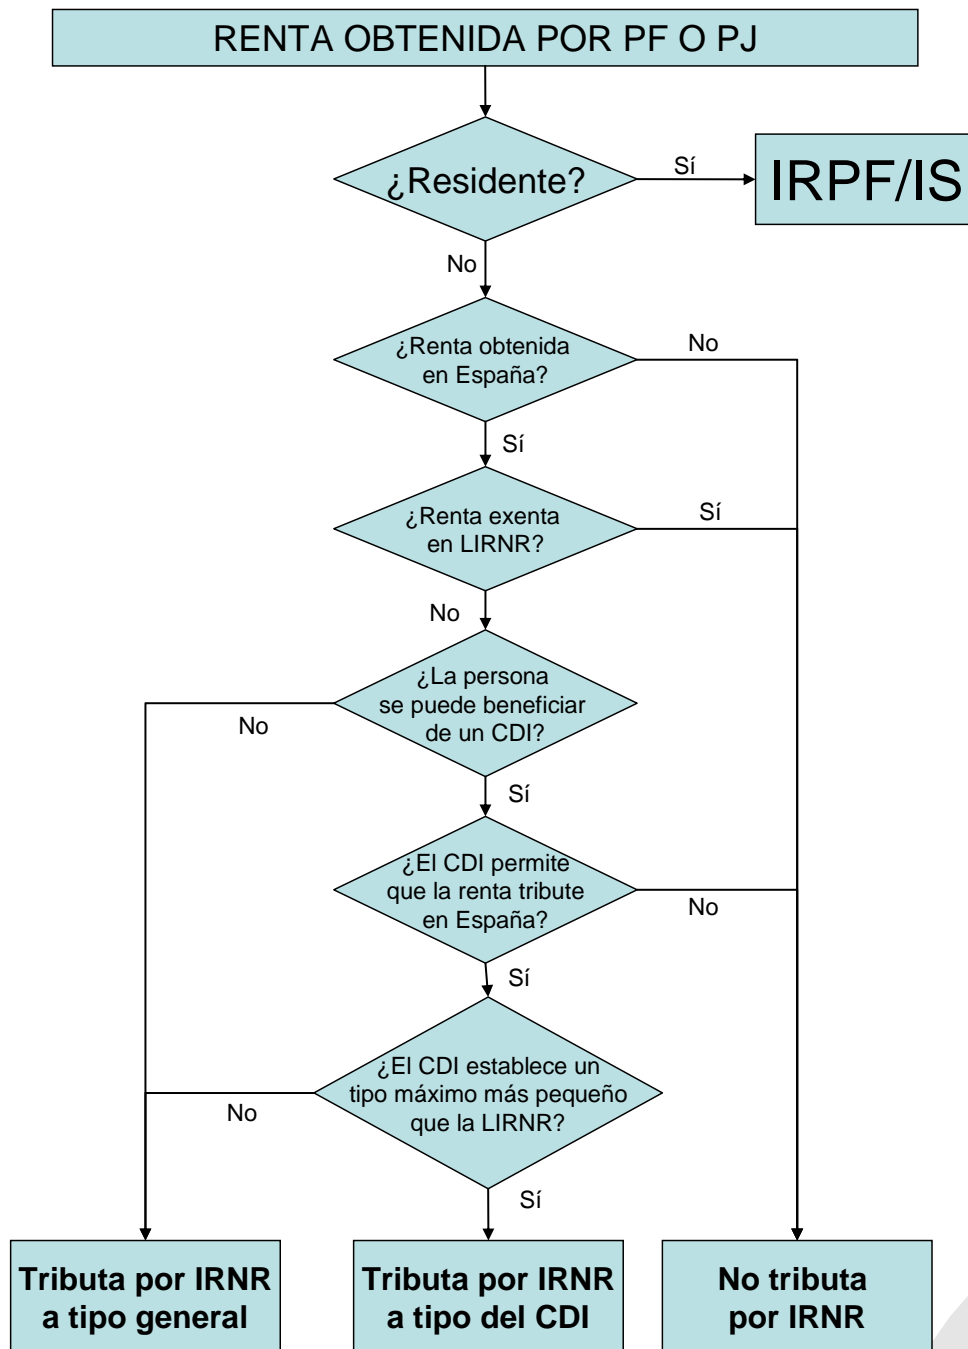 RENTA OBTENIDA POR PF O PJ
¿Residente?
Sí
IRPF/IS
No
¿Renta obtenida
en España?
No
Sí
¿Renta exenta
en LIRNR?
Sí
No
¿La persona
se puede beneficiar
de un CDI?
No
Sí
¿El CDI permite
que la renta tribute
en España?
No
Sí
¿El CDI establece un
tipo máximo más pequeño
que la LIRNR?
No
Sí
Tributa por IRNR
a tipo general
Tributa por IRNR
a tipo del CDI
No tributa
por IRNR